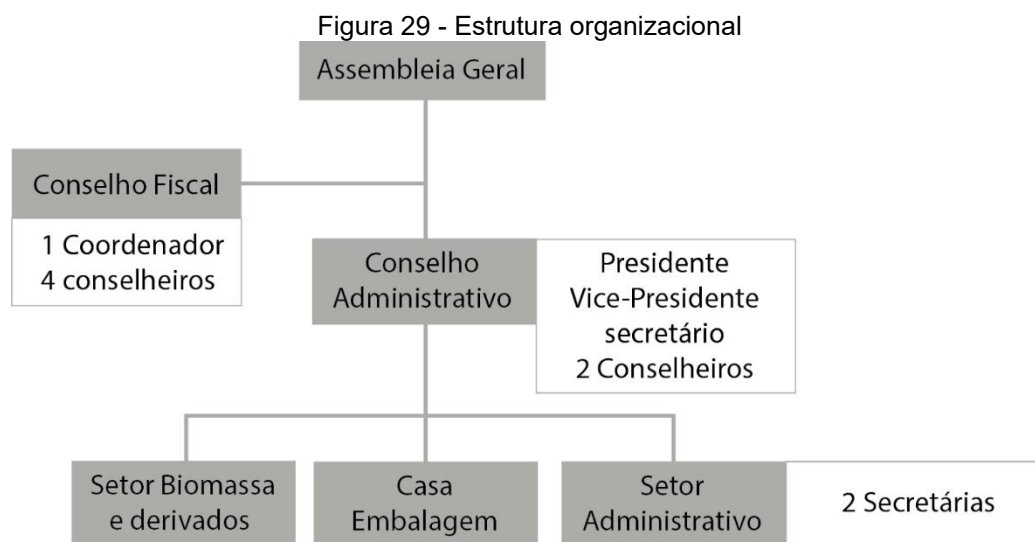 Figura 29 - Estrutura organizacional
Assembleia Geral
Conselho Fiscal
1 Coordenador
4 conselheiros
Conselho
Administrativo
Presidente
Vice-Presidente
secretário
2 Conselheiros
Setor Biomassa
e derivados
Casa
Embalagem
Setor
Administrativo
2 Secretárias